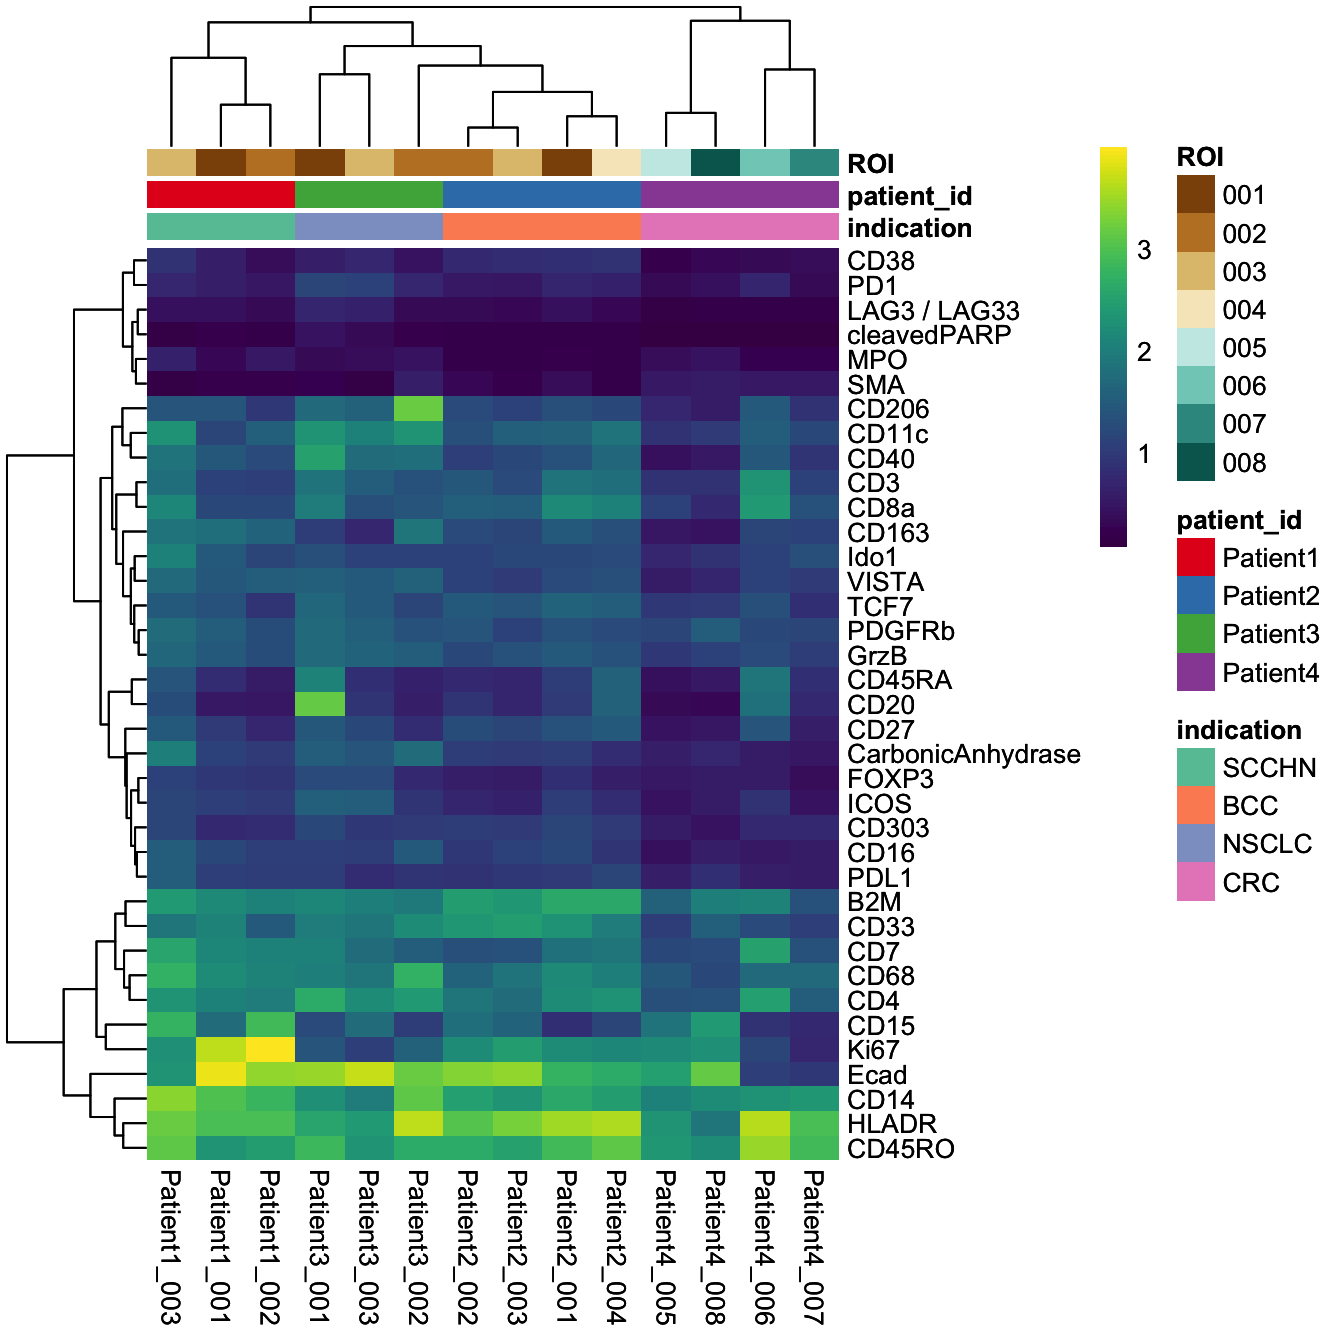 ROI
patient_id
indication
CD38
PD1
LAG3 / LAG33
cleavedPARP
MPO
SMA
CD206
CD11c
CD40
CD3
CD8a
CD163
Ido1
VISTA
TCF7
PDGFRb
GrzB
CD45RA
CD20
CD27
CarbonicAnhydrase
FOXP3
ICOS
CD303
CD16
PDL1
B2M
CD33
CD7
CD68
CD4
CD15
Ki67
Ecad
CD14
HLADR
CD45RO
Patient1_003
Patient1_001
Patient1_002
Patient3_001
Patient3_003
Patient3_002
Patient2_002
Patient2_003
Patient2_001
Patient2_004
Patient4_005
Patient4_008
Patient4_006
Patient4_007
3
2
1
ROI
001
002
003
004
005
006
007
008
patient_id
Patient1
Patient2
Patient3
Patient4
indication
SCCHN
BCC
NSCLC
CRC